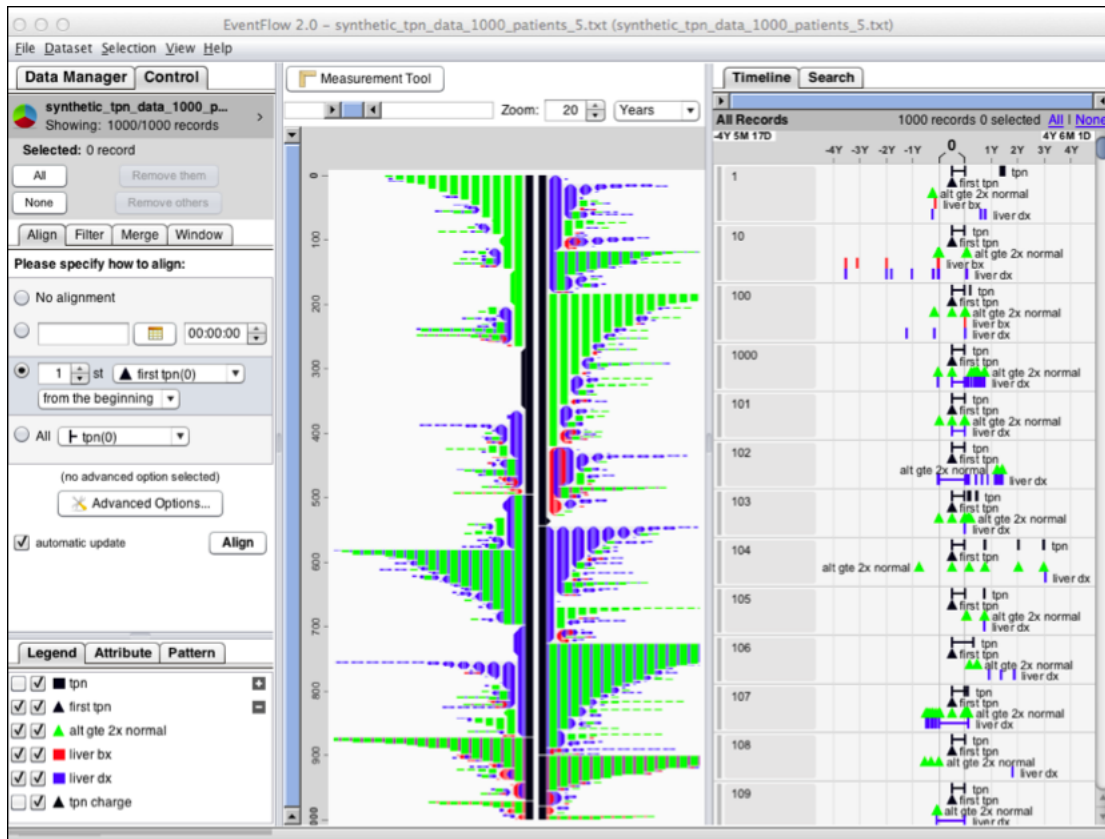 EventFlow 2.0 – synthetic_tpn_data_1000_patients_5.txt (synthetic_tpn_data_1000_patients_5.txt)
File Dataset Selection View Help
Data Manager Control
synthetic_tpn_data_1000_p...
Showing: 1000/1000 records
Selected: 0 record
All Remove them
None Remove others
Align Filter Merge Window
Please specify how to align:
No alignment
00:00:00
1 st first tpn(0)
from the beginning
All tpn(0)
(no advanced option selected)
Advanced Options...
automatic update Align
Legend Attribute Pattern
tpn
first tpn
alt gte 2x normal
liver bx
liver dx
tpn charge
Measurement Tool
Zoom: 20 Years
0
100
200
300
400
500
600
700
800
900
Timeline Search
All Records 1000 records 0 selected All | None
-4Y 5M 17D 4Y 6M 1D
-4Y -3Y -2Y -1Y 0 1Y 2Y 3Y 4Y
1
tpn
first tpn
alt gte 2x normal
liver bx
liver dx
10
tpn
first tpn
alt gte 2x normal
liver bx
liver dx
100
tpn
first tpn
alt gte 2x normal
liver bx
liver dx
1000
tpn
first tpn
alt gte 2x normal
liver dx
101
tpn
first tpn
alt gte 2x normal
liver dx
102
tpn
first tpn
alt gte 2x normal
liver dx
103
tpn
first tpn
alt gte 2x normal
liver dx
104
tpn
first tpn
alt gte 2x normal
liver dx
105
tpn
first tpn
alt gte 2x normal
liver dx
106
tpn
first tpn
alt gte 2x normal
liver dx
107
tpn
first tpn
alt gte 2x normal
liver dx
108
tpn
first tpn
alt gte 2x normal
liver dx
109
tpn
first tpn
alt gte 2x normal
liver dx